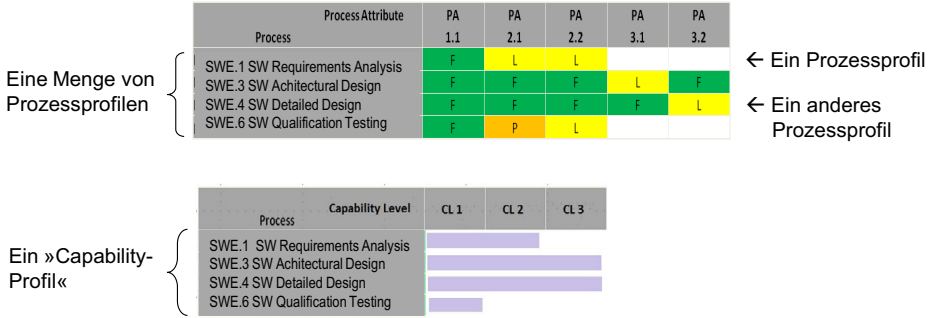 Process Attribute PA PA PA PA PA
Process 1.1 2.1 2.2 3.1 3.2
SWE.1 SW Requirements Analysis F L L
SWE.3 SW Achitectural Design F F F L F
SWE.4 SW Detailed Design F F F F L
SWE.6 SW Qualification Testing F P L
Eine Menge von
Prozessprofilen
← Ein Prozessprofil
← Ein anderes
Prozessprofil
Capability Level CL 1 CL 2 CL 3
Process
SWE.1 SW Requirements Analysis
SWE.3 SW Achitectural Design
SWE.4 SW Detailed Design
SWE.6 SW Qualification Testing
Ein »Capability-
Profil«